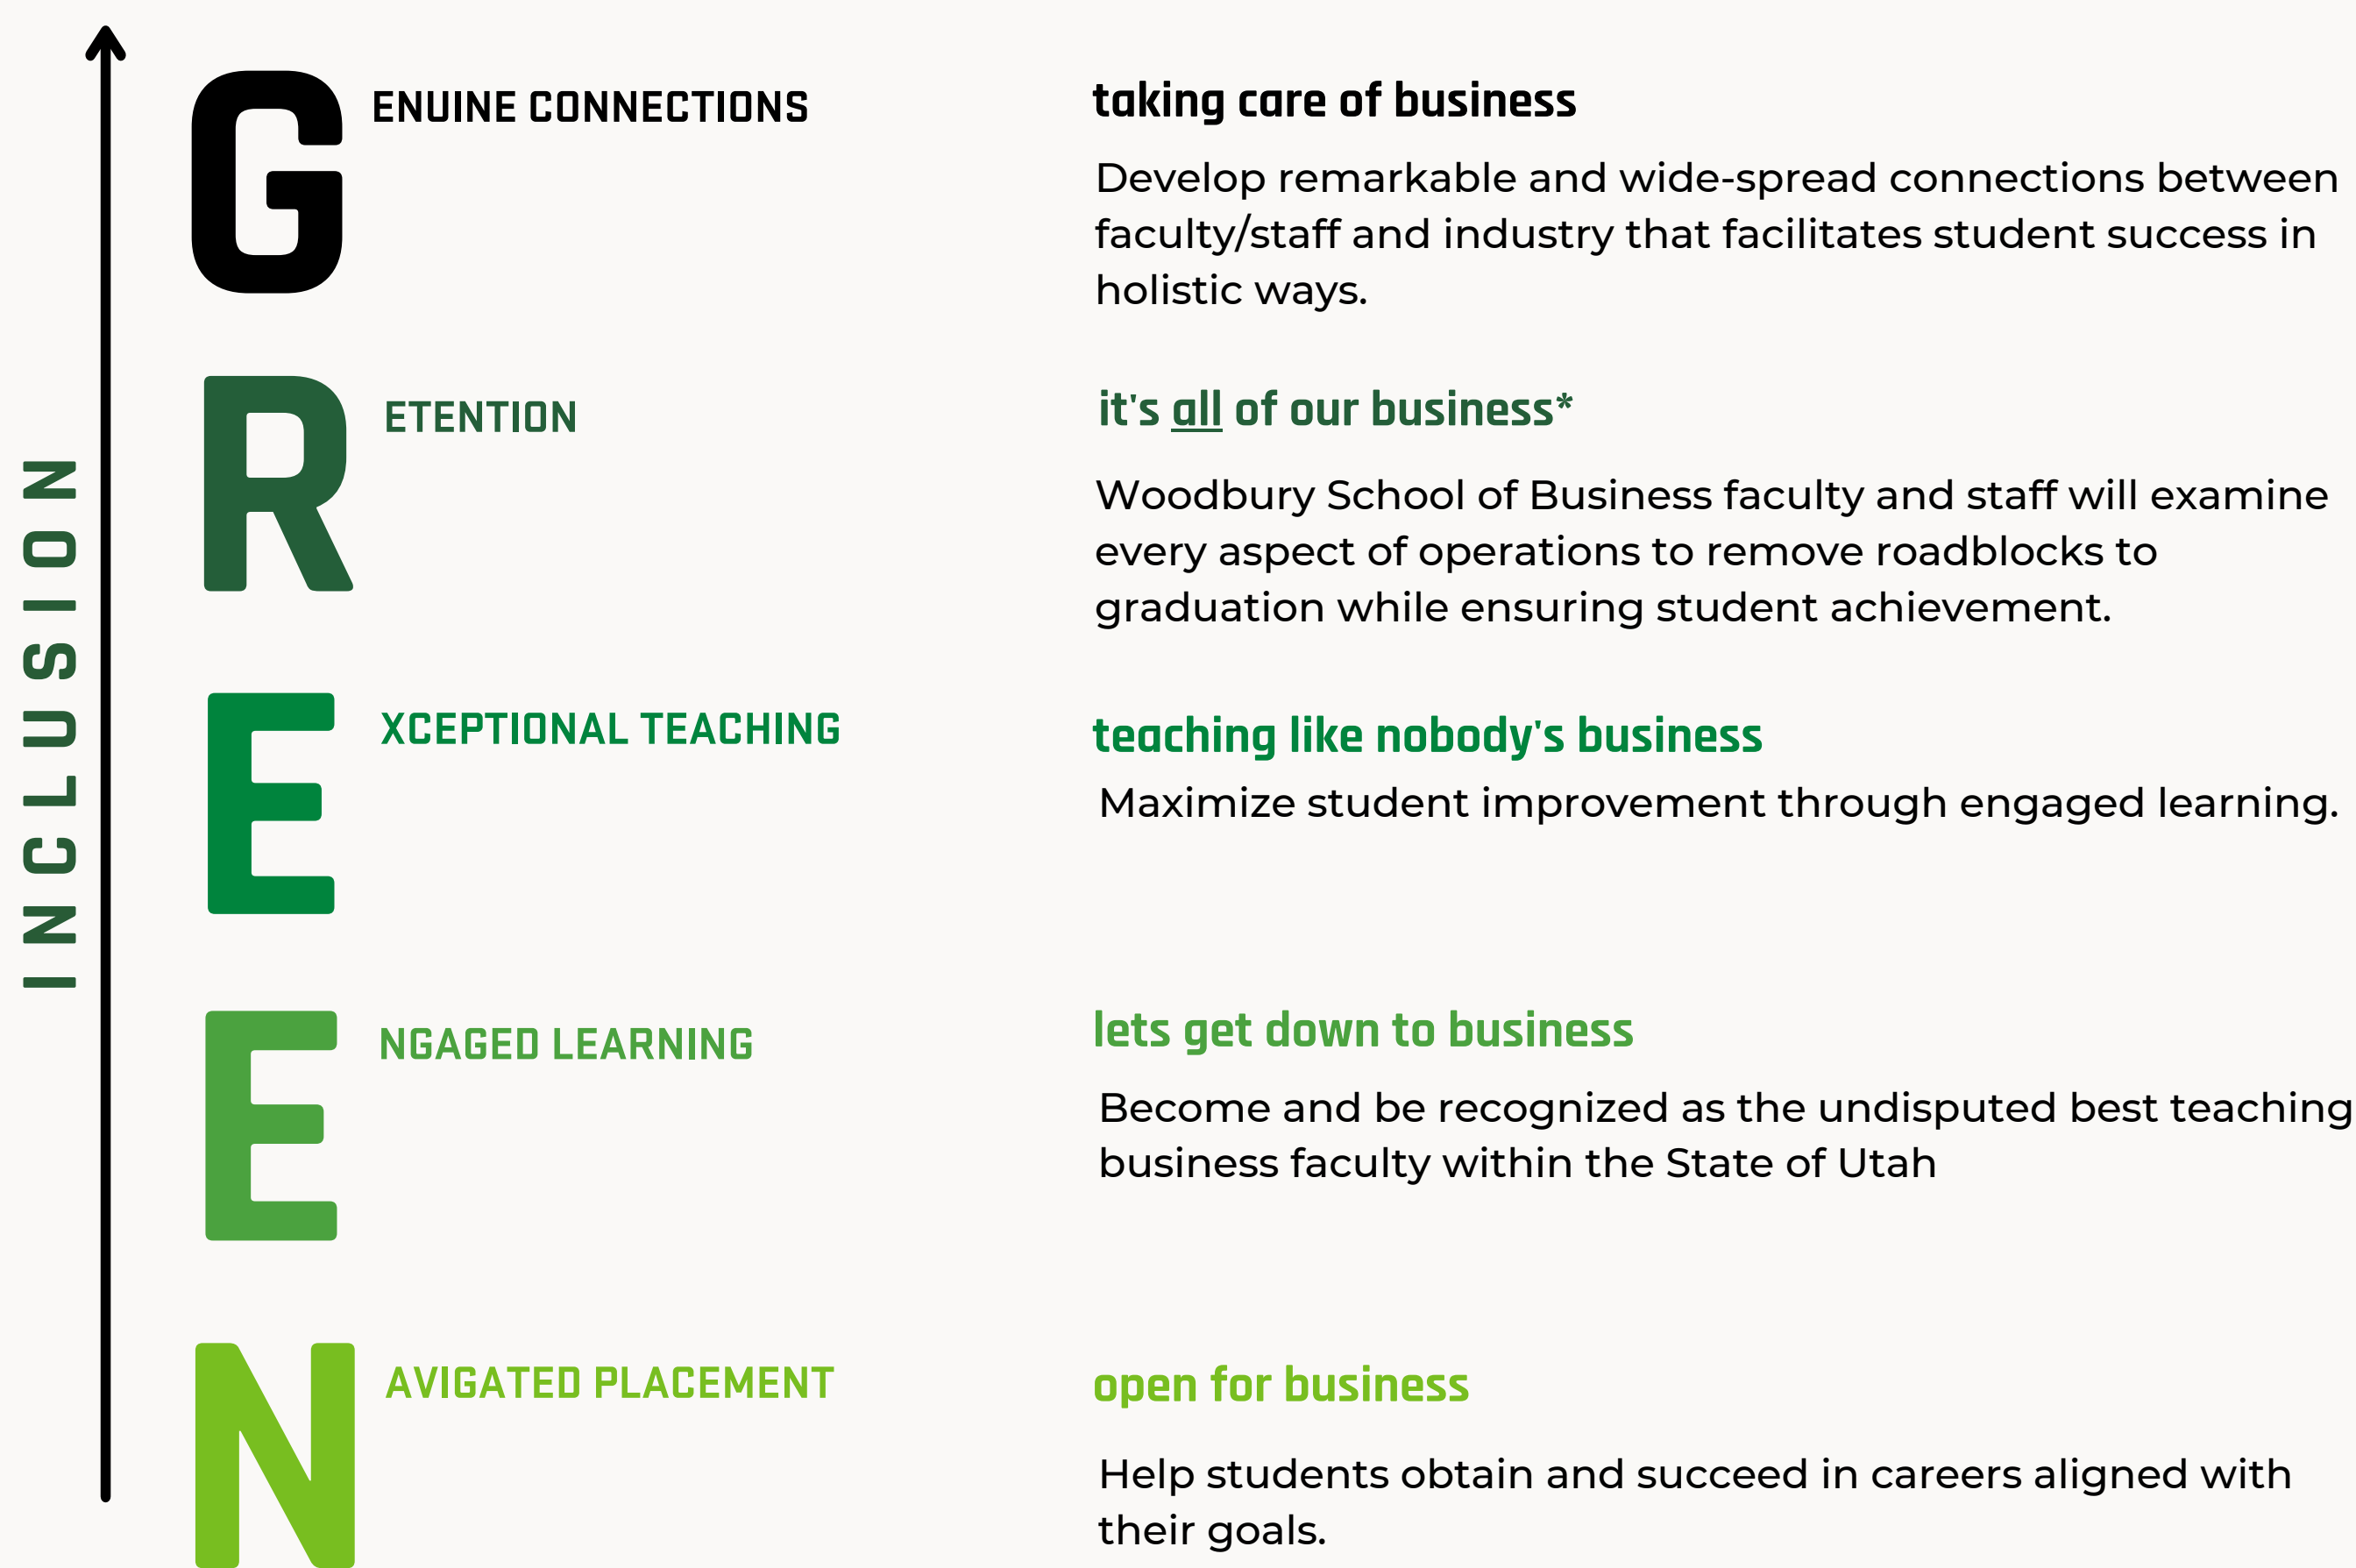 INCLUSION
GENUINE CONNECTIONS
taking care of business
Develop remarkable and wide-spread connections between
faculty/staff and industry that facilitates student success in
holistic ways.
RETENTION
it's all of our business*
Woodbury School of Business faculty and staff will examine
every aspect of operations to remove roadblocks to
graduation while ensuring student achievement.
EXCEPTIONAL TEACHING
teaching like nobody's business
Maximize student improvement through engaged learning.
ENGAGED LEARNING
lets get down to business
Become and be recognized as the undisputed best teaching
business faculty within the State of Utah
NAVIGATED PLACEMENT
open for business
Help students obtain and succeed in careers aligned with
their goals.